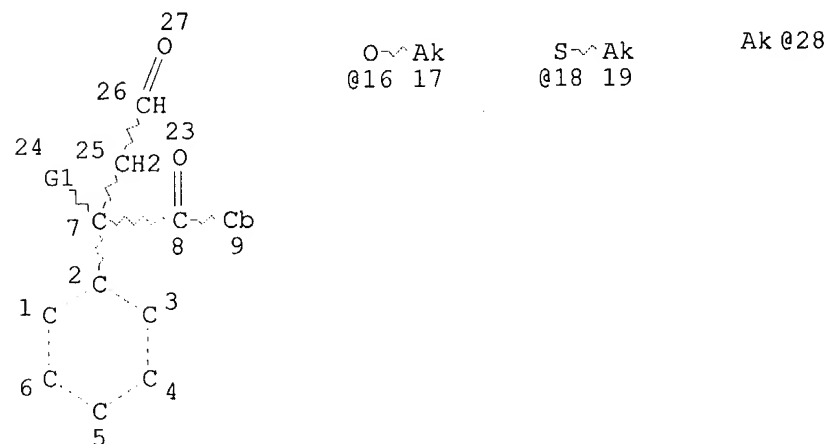 27
O
O Ak
@16 17
S Ak
@18 19
Ak @28
26 CH
23
24 25 CH2 O
G1
7 C C Cb
8 9
2 C
1 C C 3
6 C C 4
C
5